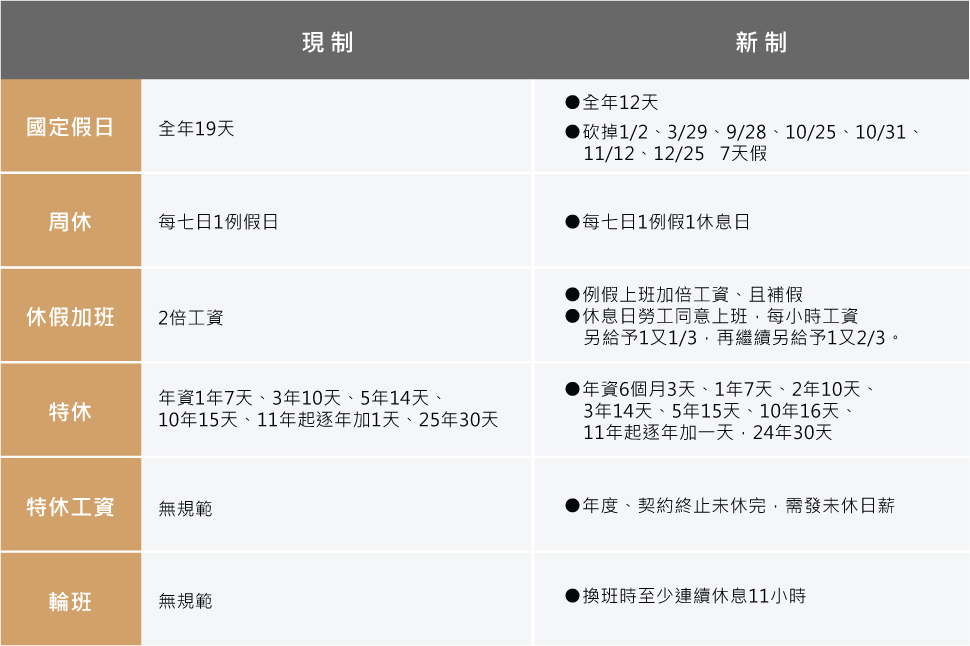 現制
新制
國定假日
全年19天
●全年12天
●砍掉1/2、3/29、9/28、10/25、10/31、
11/12、12/25 7天假
周休
每七日1例假日
●每七日1例假1休息日
休假加班
2倍工資
●例假上班加倍工資、且補假
●休息日勞工同意上班，每小時工資
另給予1又1/3，再繼續另給予1又2/3。
特休
年資1年7天、3年10天、5年14天、
10年15天、11年起逐年加1天、25年30天
●年資6個月3天、1年7天、2年10天、
3年14天、5年15天、10年16天、
11年起逐年加一天，24年30天
特休工資
無規範
●年度、契約終止未休完，需發未休日薪
輪班
無規範
●換班時至少連續休息11小時